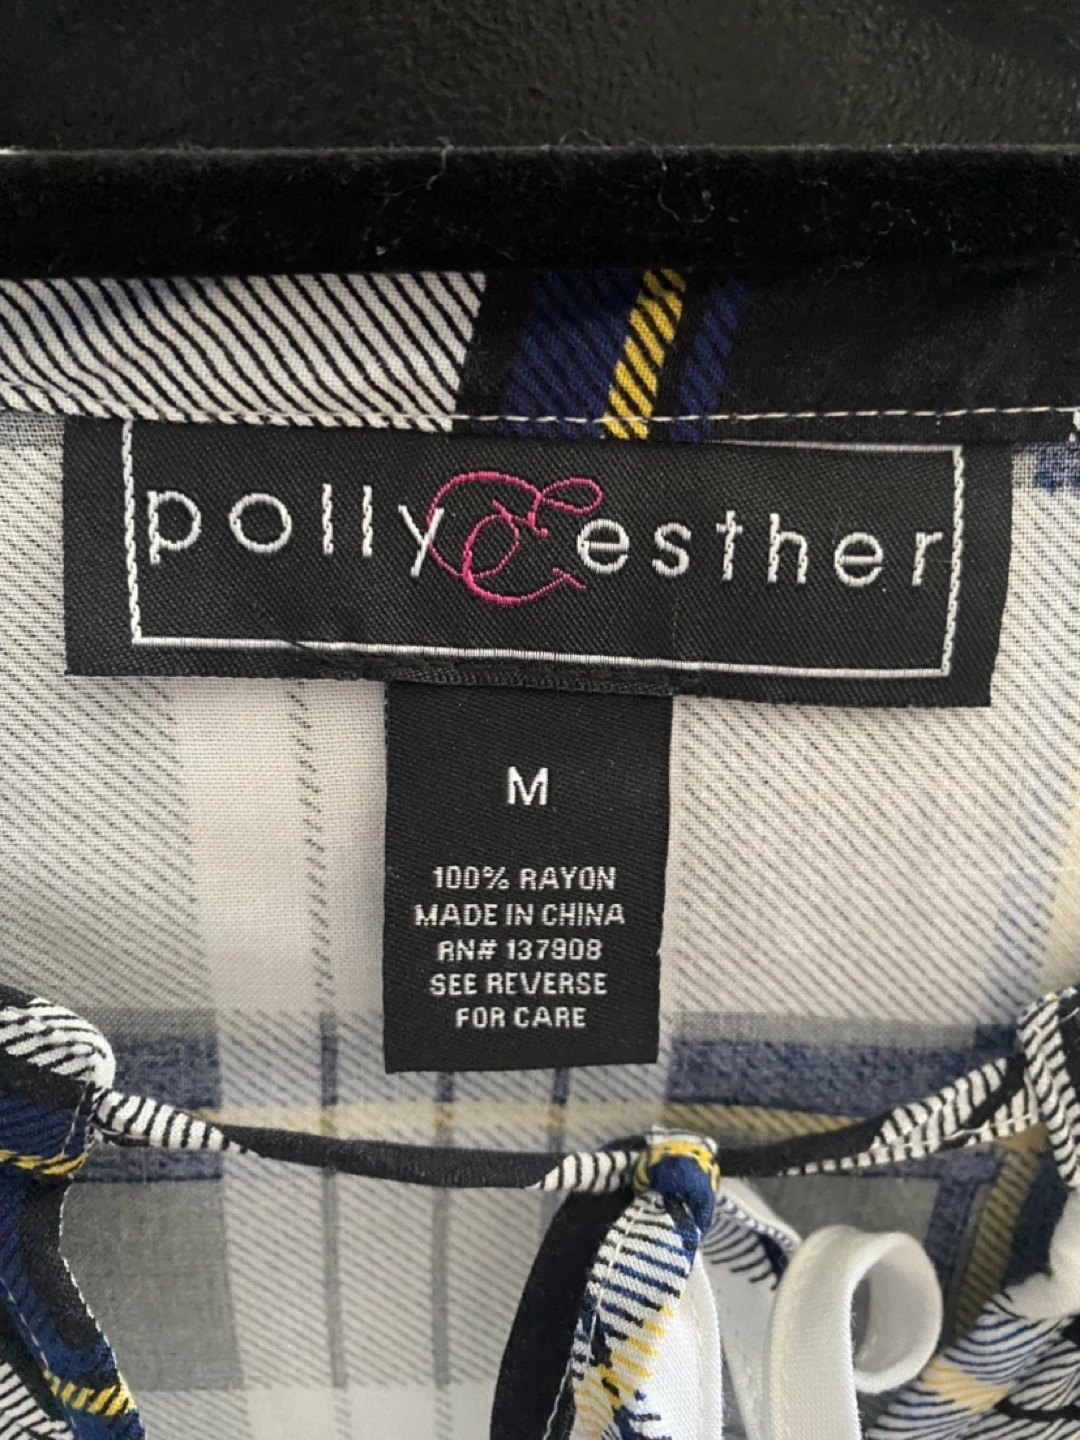 polly & esther
M
100% RAYON
MADE IN CHINA
RN# 137908
SEE REVERSE
FOR CARE